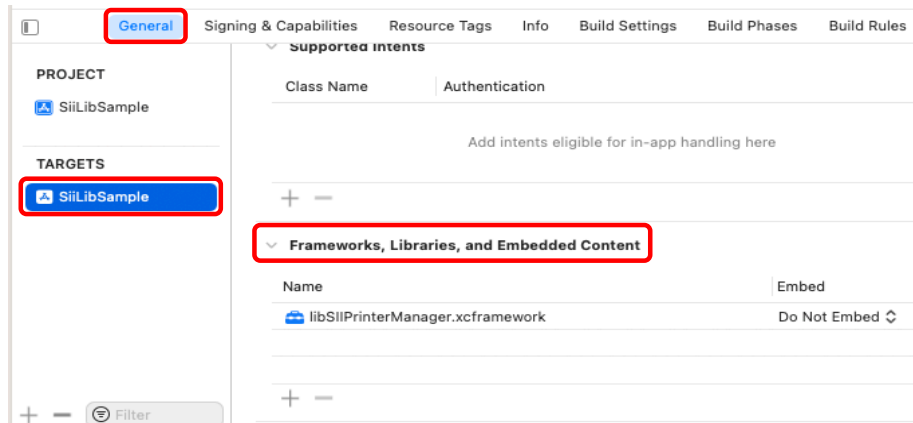 General Signing & Capabilities Resource Tags Info Build Settings Build Phases Build Rules
PROJECT
SiiLibSample
TARGETS
SiiLibSample
Filter
Supported Intents
Class Name Authentication
Add intents eligible for in-app handling here
Frameworks, Libraries, and Embedded Content
Name Embed
libSIIPrinterManager.xcframework Do Not Embed